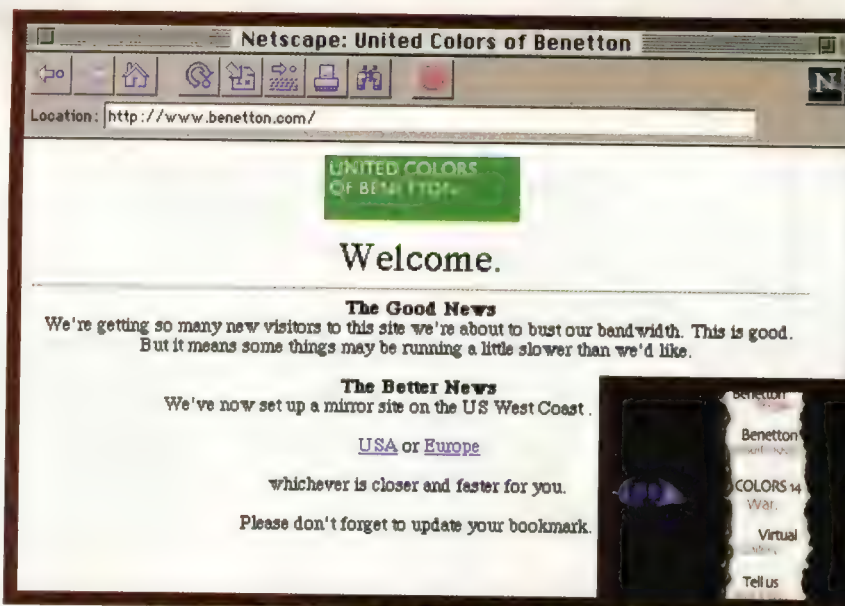 Netscape: United Colors of Benetton
N
Location: http://www.benetton.com/
UNITED COLORS
OF BENETTON
Welcome.
The Good News
We're getting so many new visitors to this site we're about to bust our bandwidth. This is good.
But it means some things may be running a little slower than we'd like.
The Better News
We've now set up a mirror site on the US West Coast .
USA or Europe
whichever is closer and faster for you.
Please don't forget to update your bookmark.
Benetton
Benetton
COLORS 14
War.
Virtual
Tell us